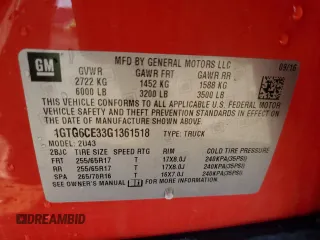 GM
MFD BY GENERAL MOTORS LLC
09/16
GVWR GAWR FRT GAWR RR
2722 KG 1452 KG 1588 KG
6000 LB 3200 LB 3500 LB
THIS VEHICLE CONFORMS TO ALL APPLICABLE U.S. FEDERAL MOTOR
VEHICLE SAFETY AND THEFT PREVENTION STANDARDS IN EFFECT
ON THE DATE OF MANUFACTURE SHOWN ABOVE.
1GTG6CE33G1361518 TYPE: TRUCK
MODEL: 2U43
2BJC TIRE SIZE SPEED RTG RIM COLD TIRE PRESSURE
FRT 255/65R17 17X8.0J 240KPA(35PSI)
RR 255/65R17 17X8.0J 240KPA(35PSI)
SPA 265/70R16 16X7.0J 240KPA(35PSI)
SEE OWNER'S MANUAL
DREAMBID